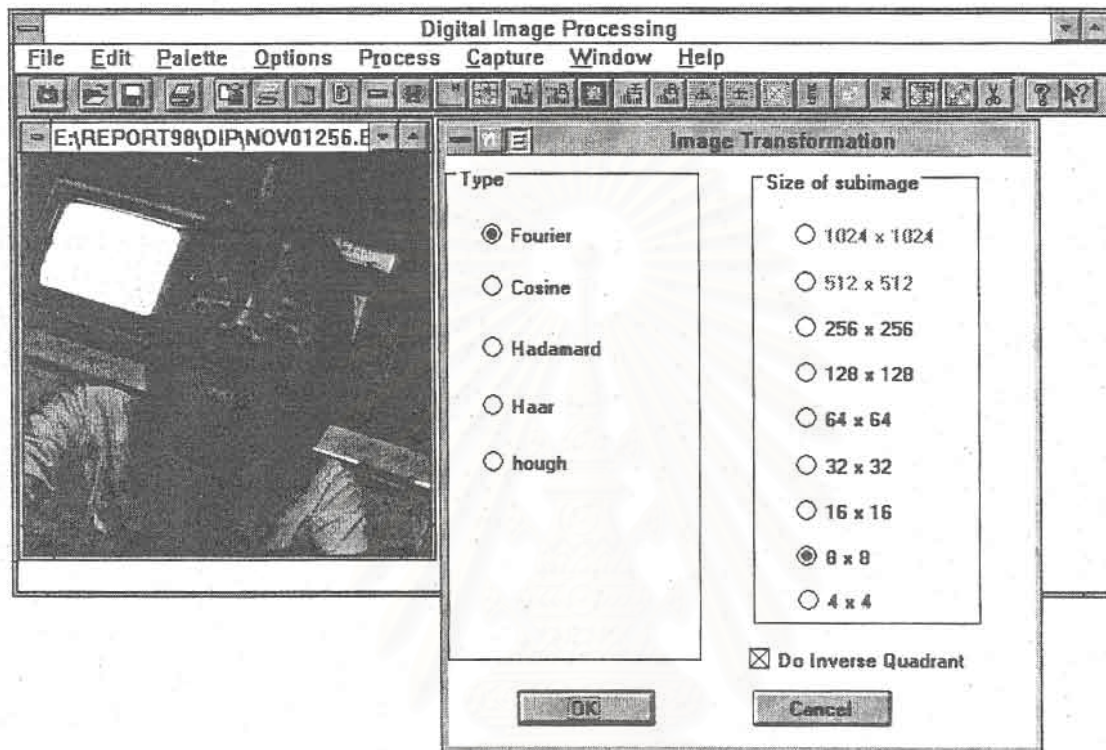 Digital Image Processing
File Edit Palette Options Process Capture Window Help
E:\REPORT98\DIP\NOV01256.B
Image Transformation
Type
Fourier
Cosine
Hadamard
Haar
hough
Size of subimage
1024 x 1024
512 x 512
256 x 256
128 x 128
64 x 64
32 x 32
16 x 16
8 x 8
4 x 4
Do Inverse Quadrant
OK
Cancel